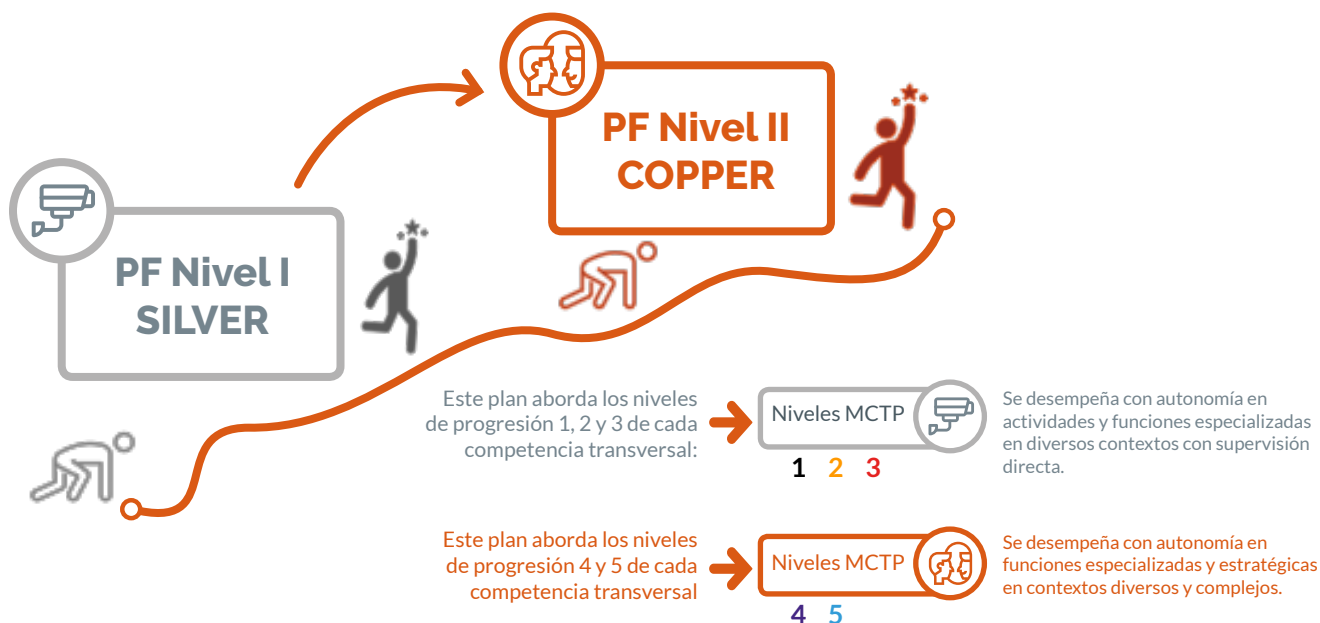 PF Nivel II
COPPER
PF Nivel I
SILVER
Este plan aborda los niveles
de progresión 1, 2 y 3 de cada
competencia transversal:
Niveles MCTP
1 2 3
Se desempeña con autonomía en
actividades y funciones especializadas
en diversos contextos con supervisión
directa.
Este plan aborda los niveles
de progresión 4 y 5 de cada
competencia transversal
Niveles MCTP
4 5
Se desempeña con autonomía en
funciones especializadas y estratégicas
en contextos diversos y complejos.